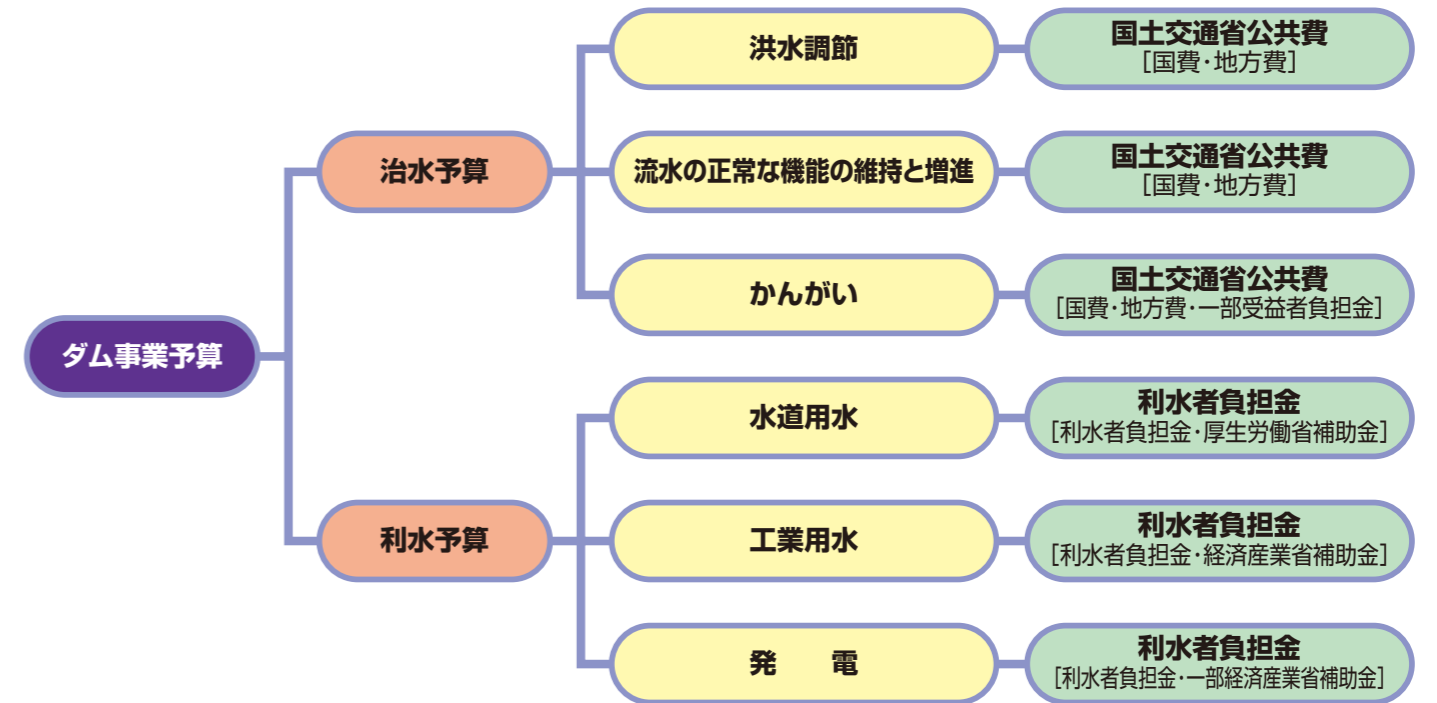 ダム事業予算
治水予算
洪水調節
国土交通省公共費
［国費・地方費］
流水の正常な機能の維持と増進
国土交通省公共費
［国費・地方費］
かんがい
国土交通省公共費
［国費・地方費・一部受益者負担金］
利水予算
水道用水
利水者負担金
［利水者負担金・厚生労働省補助金］
工業用水
利水者負担金
［利水者負担金・経済産業省補助金］
発　電
利水者負担金
［利水者負担金・一部経済産業省補助金］